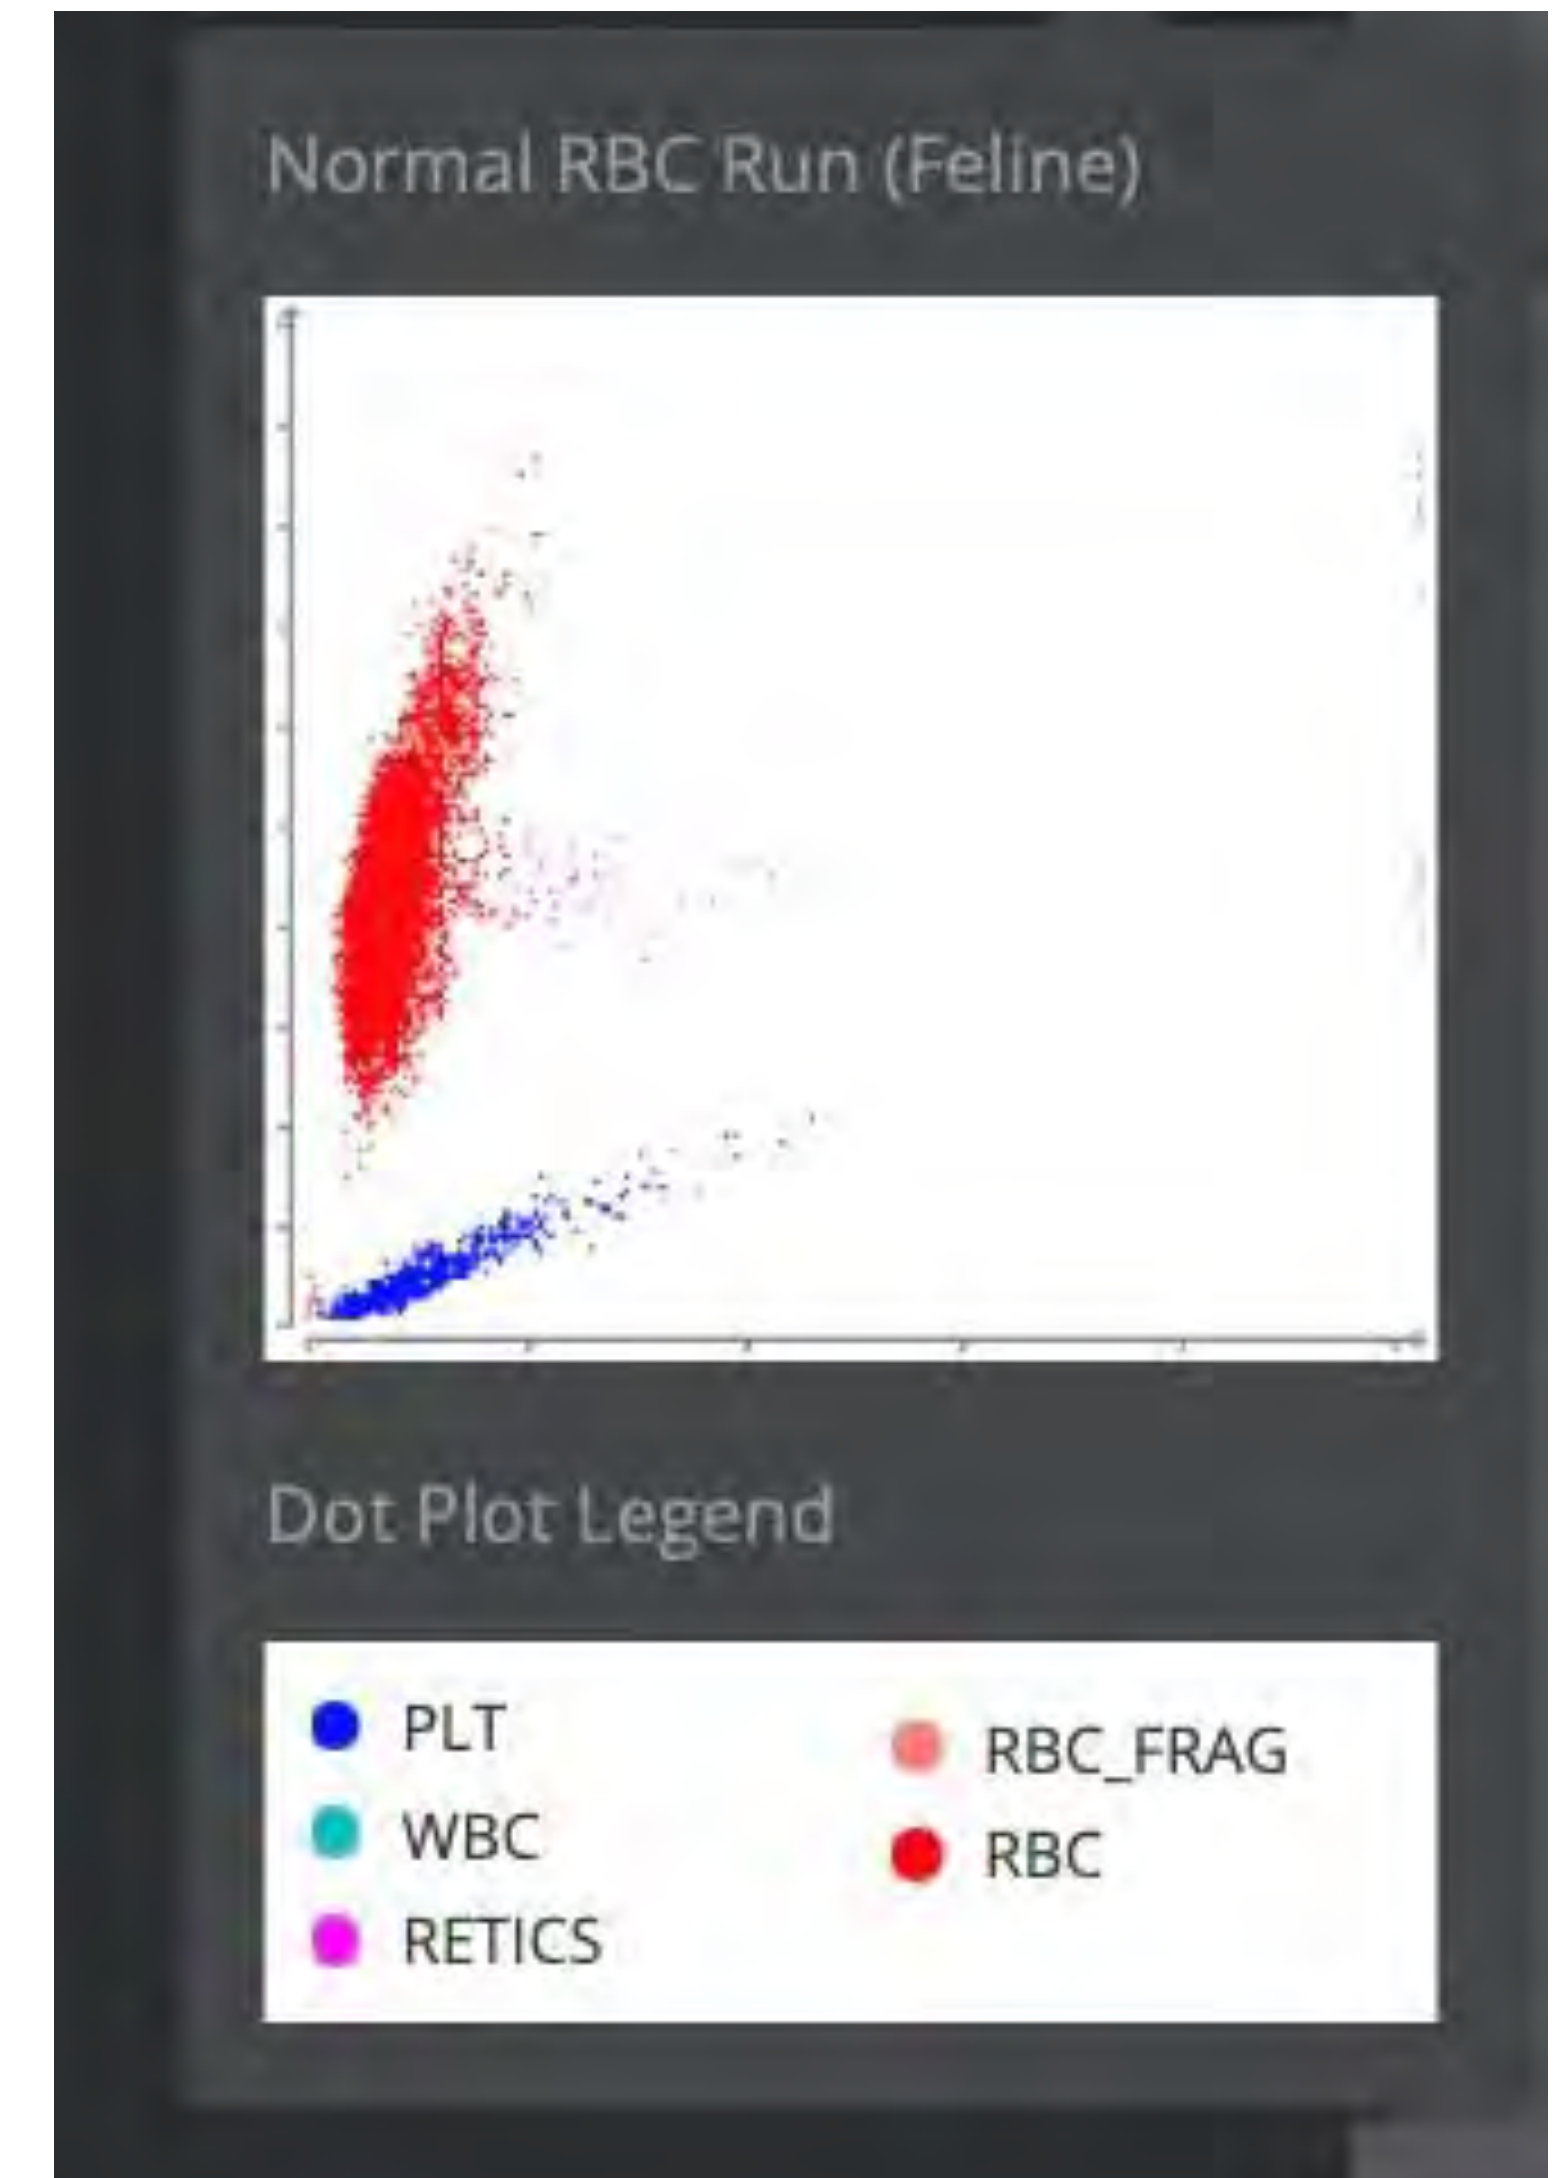 Normal RBC Run (Feline)
Dot Plot Legend
PLT
WBC
RETICS
RBC_FRAG
RBC